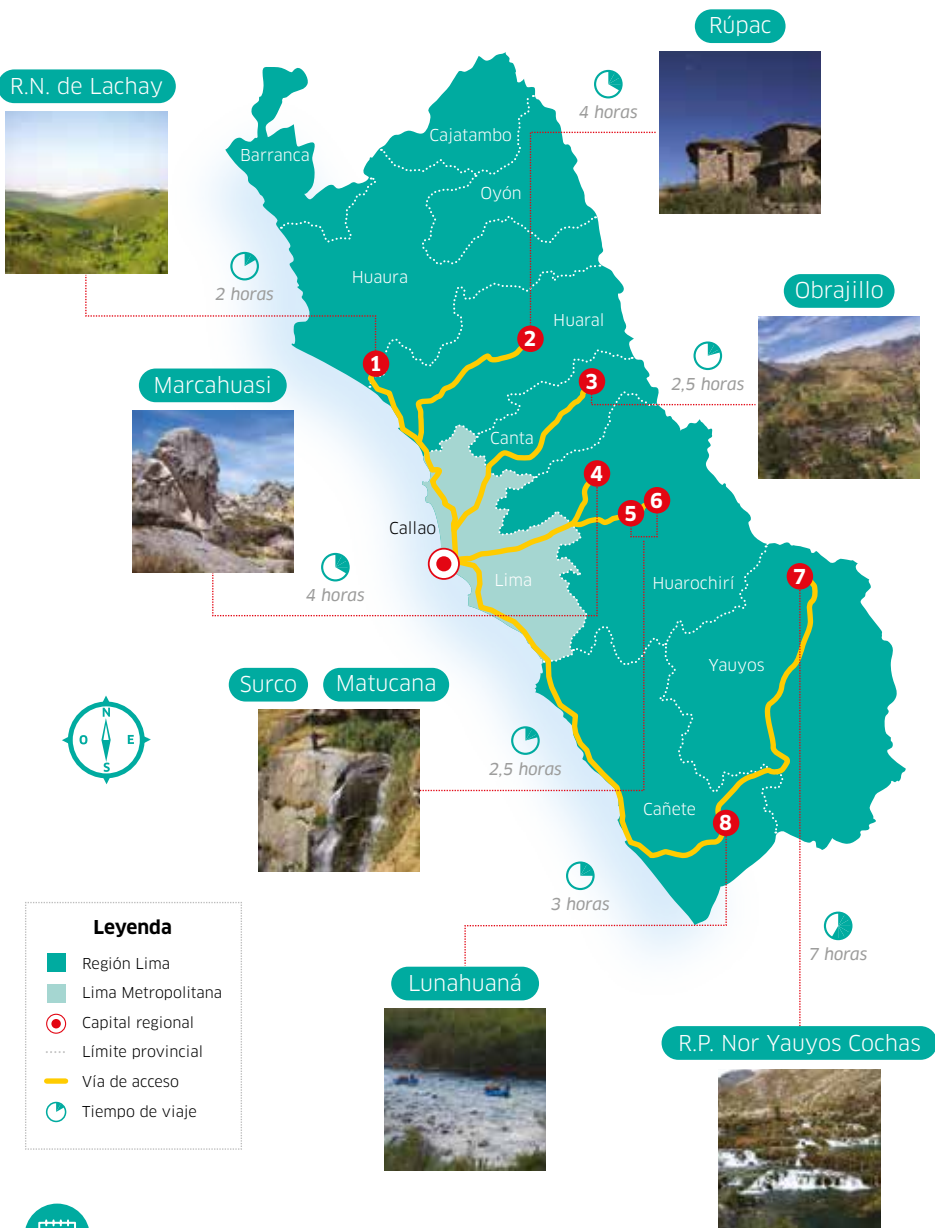 Rúpac
R.N. de Lachay
4 horas
Cajatambo
Barranca
Oyón
2 horas
Huaura
Obrajillo
Huaral
2
1
Marcahuasi
3
2,5 horas
Canta
4
6
5
Callao
Lima
Huarochirí
7
4 horas
Yauyos
Surco
Matucana
N
O
E
S
2,5 horas
Cañete
8
3 horas
Leyenda
Región Lima
Lima Metropolitana
Capital regional
Límite provincial
Vía de acceso
Tiempo de viaje
7 horas
Lunahuaná
R.P. Nor Yauyos Cochas